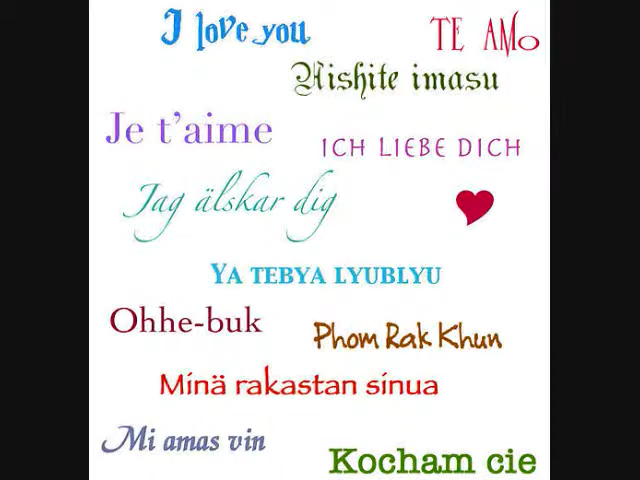 I love you
TE AMo
Aishite imasu
Je t'aime
ICH LIEBE DICH
Jag älskar dig
YA TEBYA LYUBLYU
Ohhe-buk
Phom Rak Khun
Minä rakastan sinua
Mi amas vin
Kocham cie